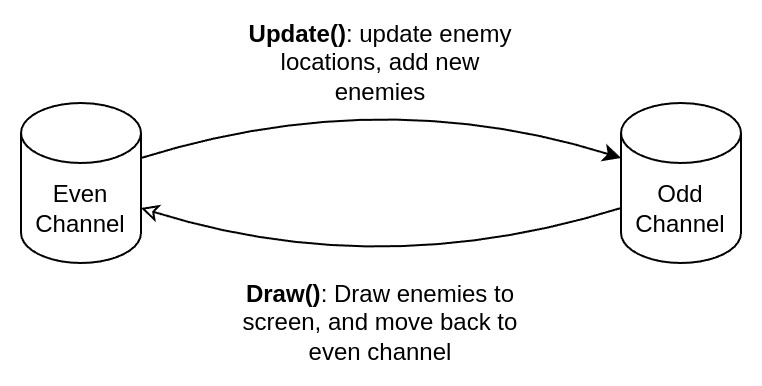 Update(): update enemy
locations, add new
enemies
Even
Channel
Odd
Channel
Draw(): Draw enemies to
screen, and move back to
even channel